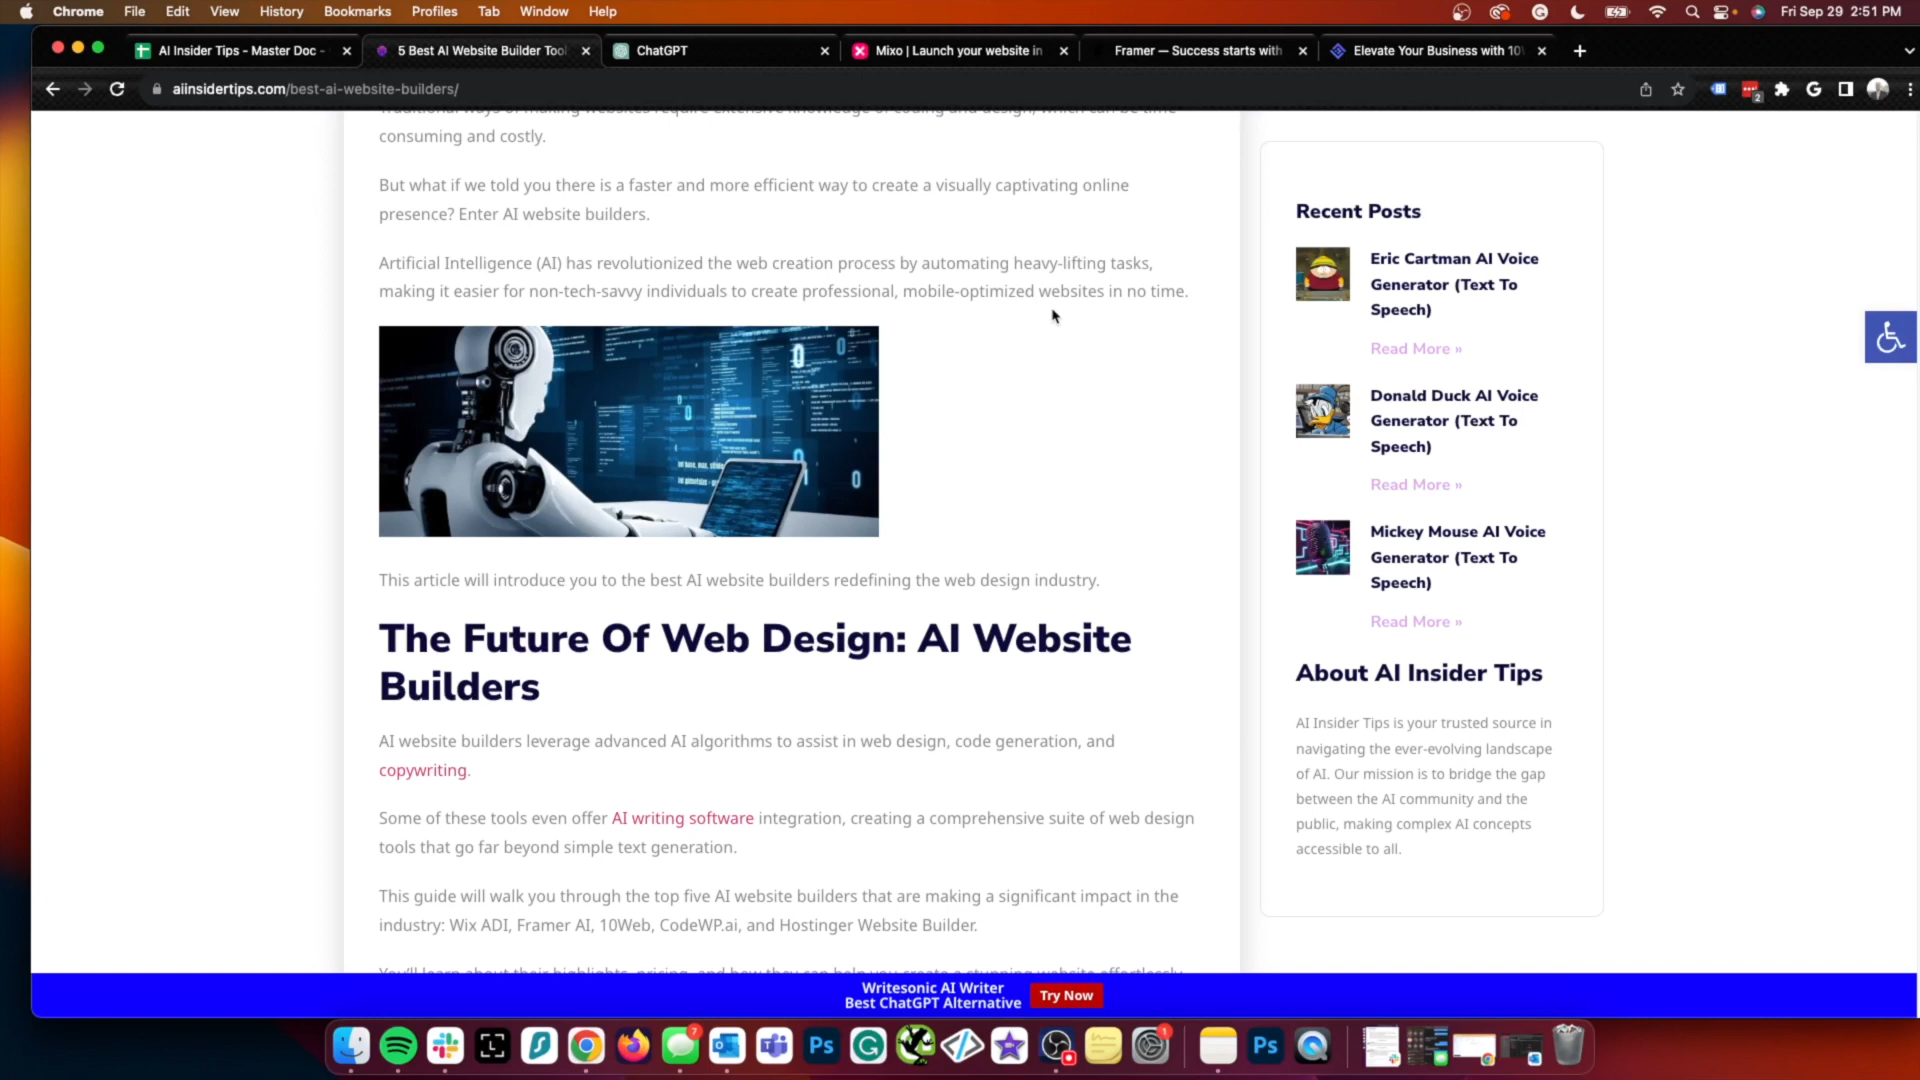 Chrome File Edit View History Bookmarks Profiles Tab Window Help
Fri Sep 29 2:51 PM
AI Insider Tips - Master Doc -
5 Best AI Website Builder Too
ChatGPT
Mixo | Launch your website in
Framer — Success starts with
Elevate Your Business with 10
aiinsidertips.com/best-ai-website-builders/
2
Traditional ways of making websites require extensive knowledge of coding and design, which can be time-
consuming and costly.
But what if we told you there is a faster and more efficient way to create a visually captivating online
presence? Enter AI website builders.
Artificial Intelligence (AI) has revolutionized the web creation process by automating heavy-lifting tasks,
making it easier for non-tech-savvy individuals to create professional, mobile-optimized websites in no time.
This article will introduce you to the best AI website builders redefining the web design industry.
The Future Of Web Design: AI Website
Builders
AI website builders leverage advanced AI algorithms to assist in web design, code generation, and
copywriting.
Some of these tools even offer AI writing software integration, creating a comprehensive suite of web design
tools that go far beyond simple text generation.
This guide will walk you through the top five AI website builders that are making a significant impact in the
industry: Wix ADI, Framer AI, 10Web, CodeWP.ai, and Hostinger Website Builder.
You'll learn about their highlights, pricing, and how they can help you create a stunning website effortlessly.
Recent Posts
Eric Cartman AI Voice
Generator (Text To
Speech)
Read More »
Donald Duck AI Voice
Generator (Text To
Speech)
Read More »
Mickey Mouse AI Voice
Generator (Text To
Speech)
Read More »
About AI Insider Tips
AI Insider Tips is your trusted source in
navigating the ever-evolving landscape
of AI. Our mission is to bridge the gap
between the AI community and the
public, making complex AI concepts
accessible to all.
Writesonic AI Writer
Best ChatGPT Alternative
Try Now
7
Ps
1
Ps